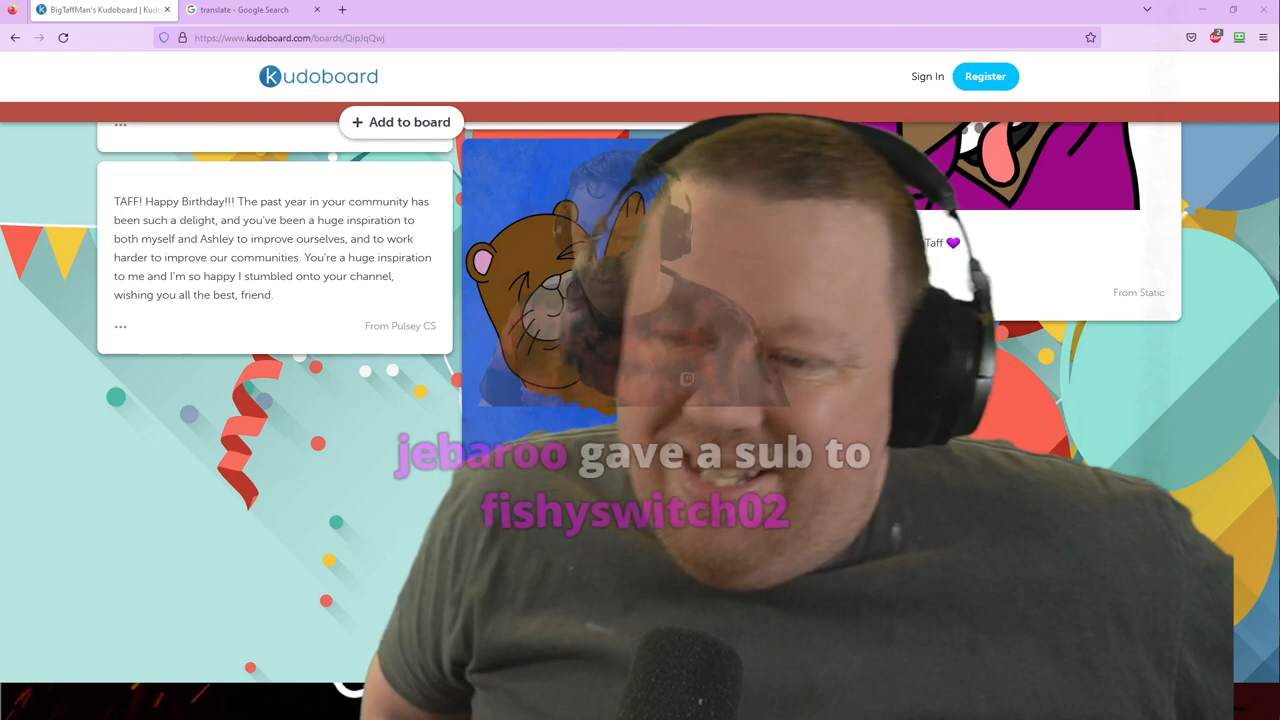 BigTaffMan's Kudoboard | Kudo
translate - Google Search
https://www.kudoboard.com/boards/QipJqQwj
2
kudoboard
Sign In
Register
+ Add to board
TAFF! Happy Birthday!!! The past year in your community has
been such a delight, and you've been a huge inspiration to
both myself and Ashley to improve ourselves, and to work
harder to improve our communities. You're a huge inspiration
to me and I'm so happy I stumbled onto your channel,
wishing you all the best, friend.
From Pulsey CS
Taff 💜
From Static
jebaroo gave a sub to
fishyswitch02